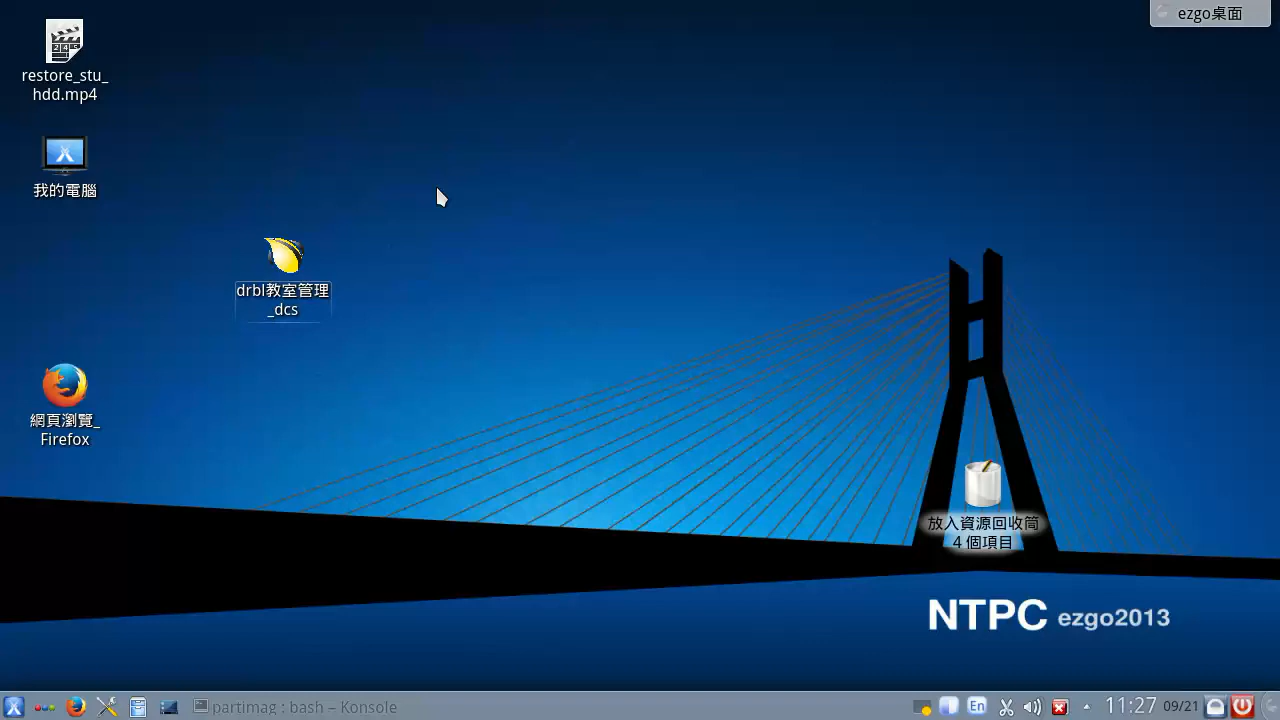 ezgo桌面
restore_stu_
hdd.mp4
我的電腦
drbl教室管理
_dcs
網頁瀏覽_
Firefox
放入資源回收筒
4 個項目
NTPC ezgo2013
partimag : bash – Konsole
En
11:27 09/21